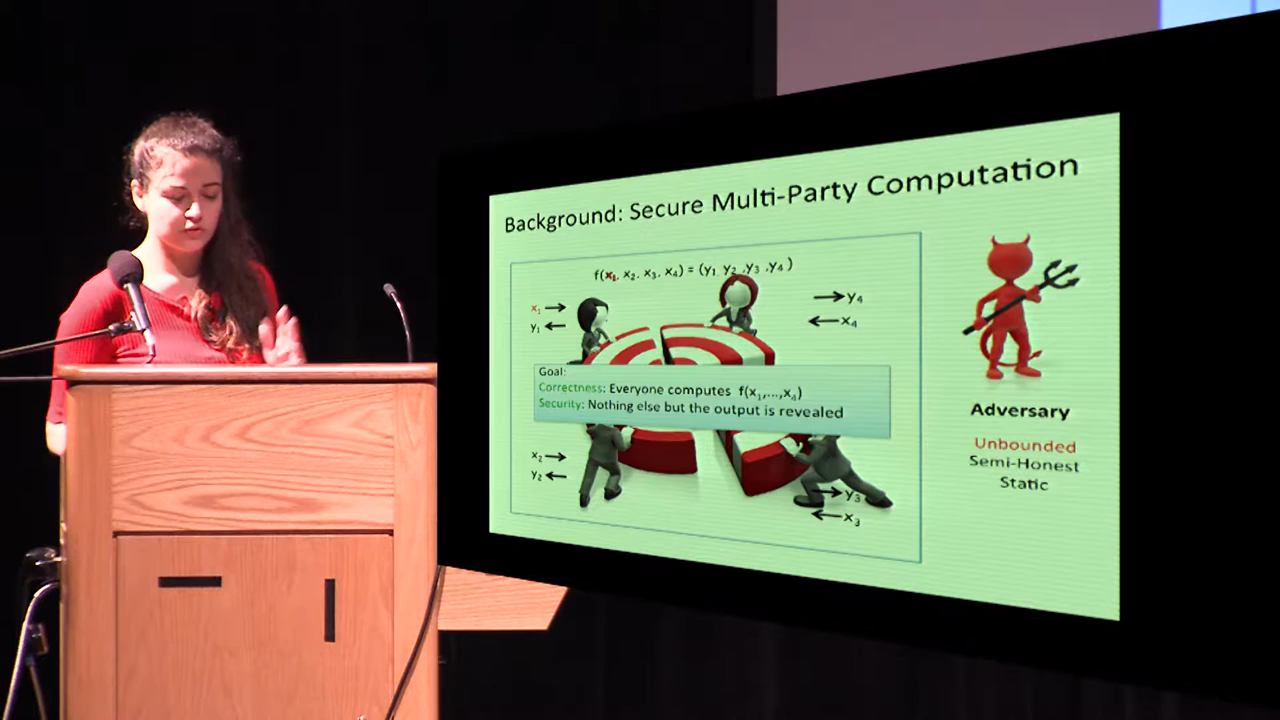 Background: Secure Multi-Party Computation
f(x₁, x₂, x₃, x₄) = (y₁ y₂ ,y₃ ,y₄ )
x₁ →
y₁ ←
→ y₄
← x₄
Goal:
Correctness: Everyone computes f(x₁,...,x₄)
Security: Nothing else but the output is revealed
x₂ →
y₂ ←
→ y₃
← x₃
Adversary
Unbounded
Semi-Honest
Static